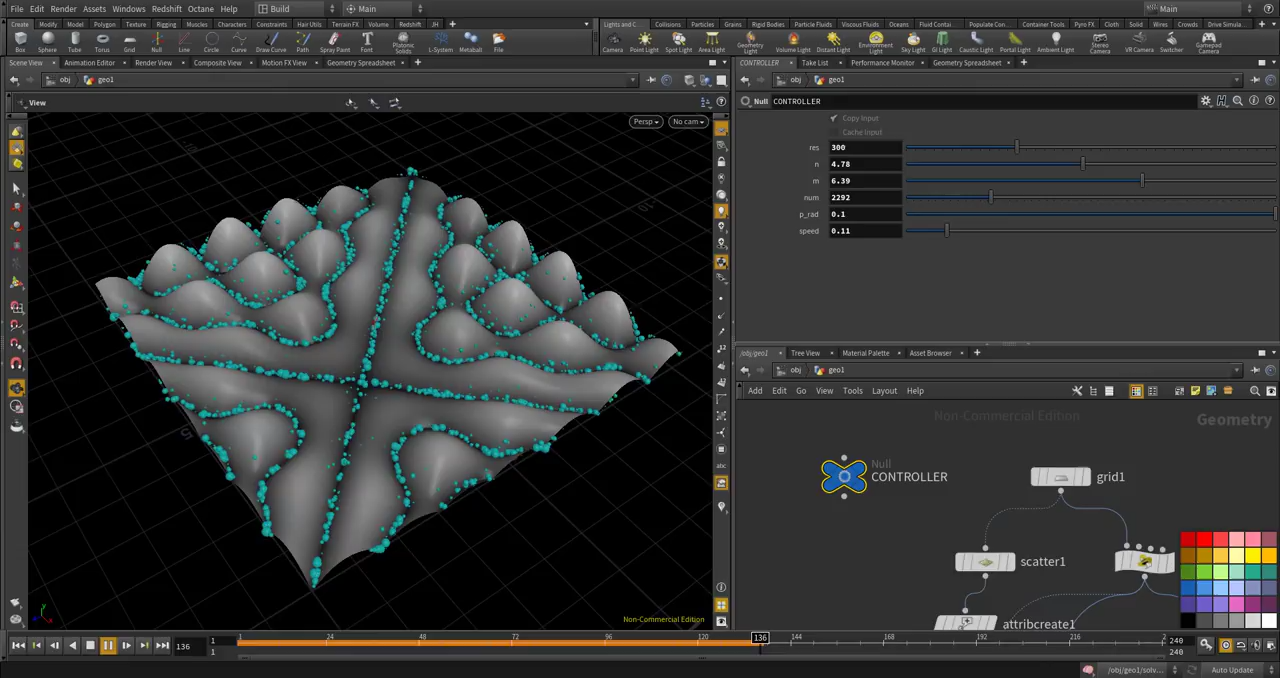 File Edit Render Assets Windows Redshift Octane Help Build Main Main
Create Modify Model Polygon Texture Rigging Muscles Characters Constraints Hair Utils Terrain FX Volume Redshift JH
Lights and C... Collisions Particles Grains Rigid Bodies Particle Fluids Viscous Fluids Oceans Fluid Contai... Populate Con... Container Tools Pyro FX Cloth Solid Wires Crowds Drive Simula...
Box Sphere Tube Torus Grid Null Line Circle Curve Draw Curve Path Spray Paint Font Platonic Solids L-System Metaball File
Camera Point Light Spot Light Area Light Geometry Light Volume Light Distant Light Environment Light Sky Light GI Light Caustic Light Portal Light Ambient Light Stereo Camera VR Camera Switcher Gamepad Camera
Scene View Animation Editor Render View Composite View Motion FX View Geometry Spreadsheet
CONTROLLER Take List Performance Monitor Geometry Spreadsheet
obj geo1
obj geo1
View
Null CONTROLLER
Persp No cam
Copy Input
Cache Input
res 300
n 4.78
m 6.39
num 2292
p_rad 0.1
speed 0.11
/obj/geo1 Tree View Material Palette Asset Browser
obj geo1
Add Edit Go View Tools Layout Help
Non-Commercial Edition
Geometry
Null
CONTROLLER
grid1
scatter1
attribcreate1
abc
Non-Commercial Edition
136 1 1 24 48 72 96 120 136 144 168 192 216 2 240
1 240
/obj/geo1/solv... Auto Update